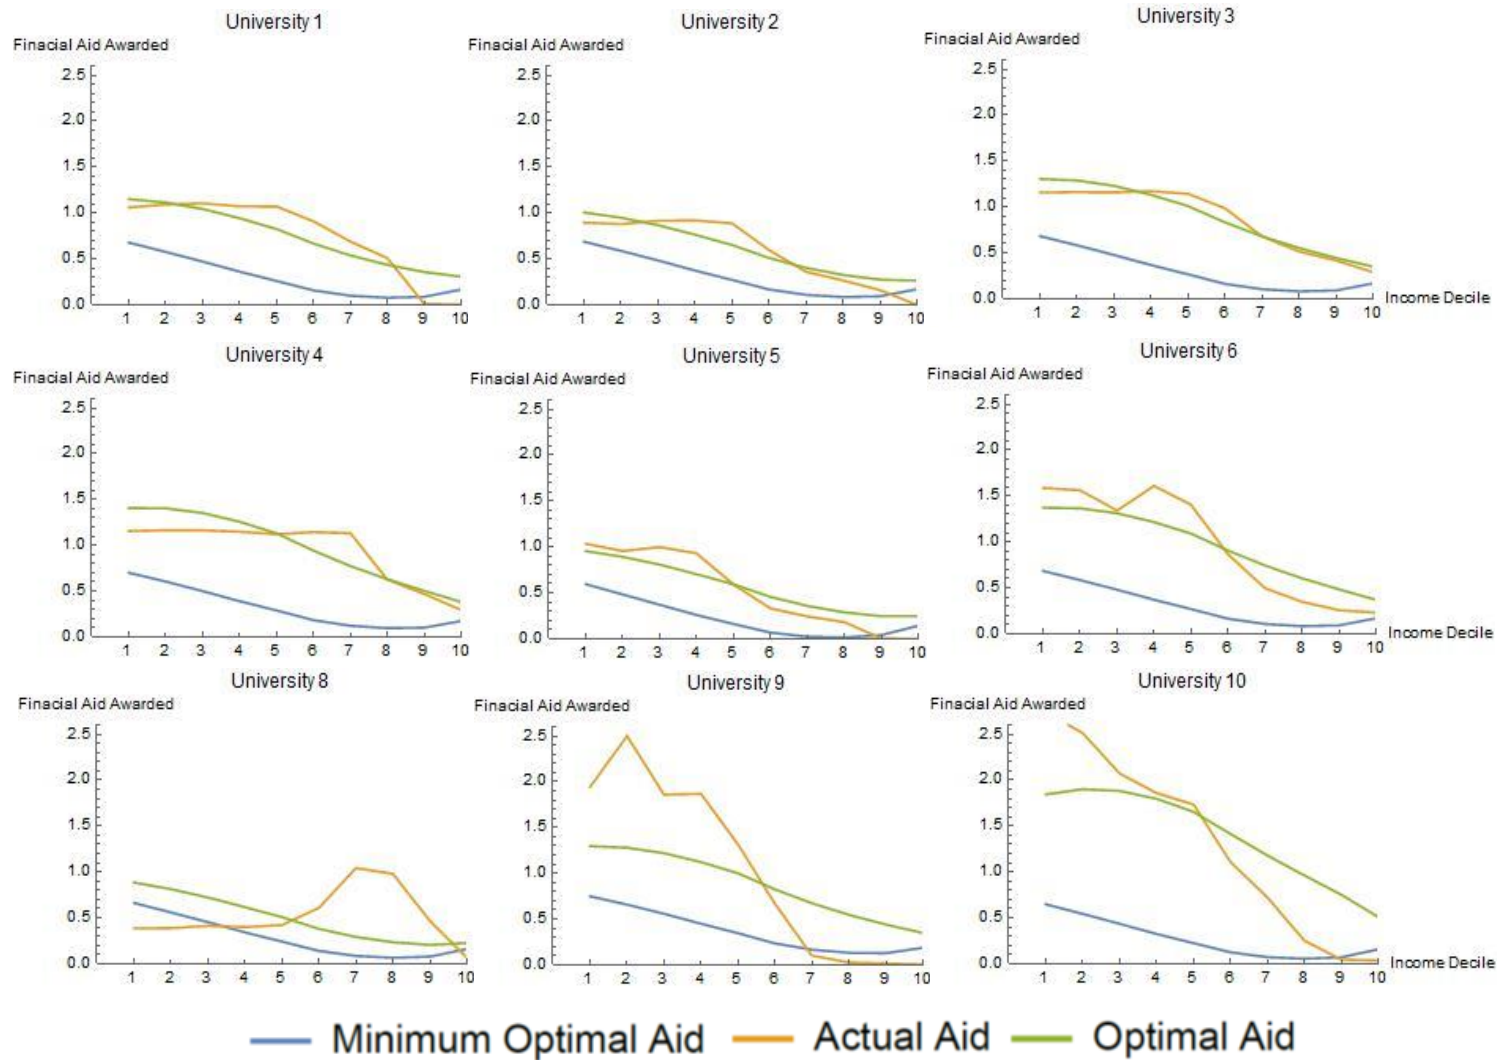 University 1
Finacial Aid Awarded
2.5
2.0
1.5
1.0
0.5
0.0
1 2 3 4 5 6 7 8 9 10
University 2
Finacial Aid Awarded
2.5
2.0
1.5
1.0
0.5
0.0
1 2 3 4 5 6 7 8 9 10
University 3
Finacial Aid Awarded
2.5
2.0
1.5
1.0
0.5
0.0
Income Decile
1 2 3 4 5 6 7 8 9 10
University 4
Finacial Aid Awarded
2.5
2.0
1.5
1.0
0.5
0.0
1 2 3 4 5 6 7 8 9 10
University 5
Finacial Aid Awarded
2.5
2.0
1.5
1.0
0.5
0.0
1 2 3 4 5 6 7 8 9 10
University 6
Finacial Aid Awarded
2.5
2.0
1.5
1.0
0.5
0.0
Income Decile
1 2 3 4 5 6 7 8 9 10
University 8
Finacial Aid Awarded
2.5
2.0
1.5
1.0
0.5
0.0
1 2 3 4 5 6 7 8 9 10
University 9
Finacial Aid Awarded
2.5
2.0
1.5
1.0
0.5
0.0
1 2 3 4 5 6 7 8 9 10
University 10
Finacial Aid Awarded
2.5
2.0
1.5
1.0
0.5
0.0
Income Decile
1 2 3 4 5 6 7 8 9 10
Minimum Optimal Aid Actual Aid Optimal Aid